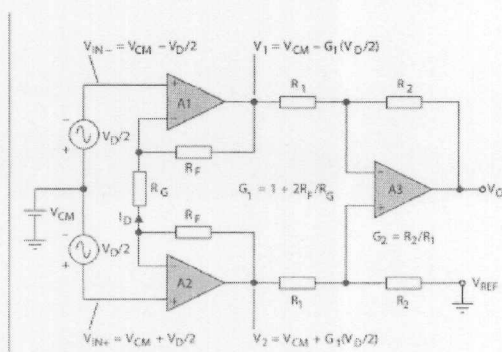 V_IN− = V_CM − V_D/2
V_1 = V_CM − G_1(V_D/2)
R_1
R_2
A1
−
+
V_D/2
R_F
R_G
G_1 = 1 + 2R_F/R_G
A3
V_O
V_CM
I_D
R_F
G_2 = R_2/R_1
V_D/2
A2
R_1
R_2
V_REF
V_IN+ = V_CM + V_D/2
V_2 = V_CM + G_1(V_D/2)